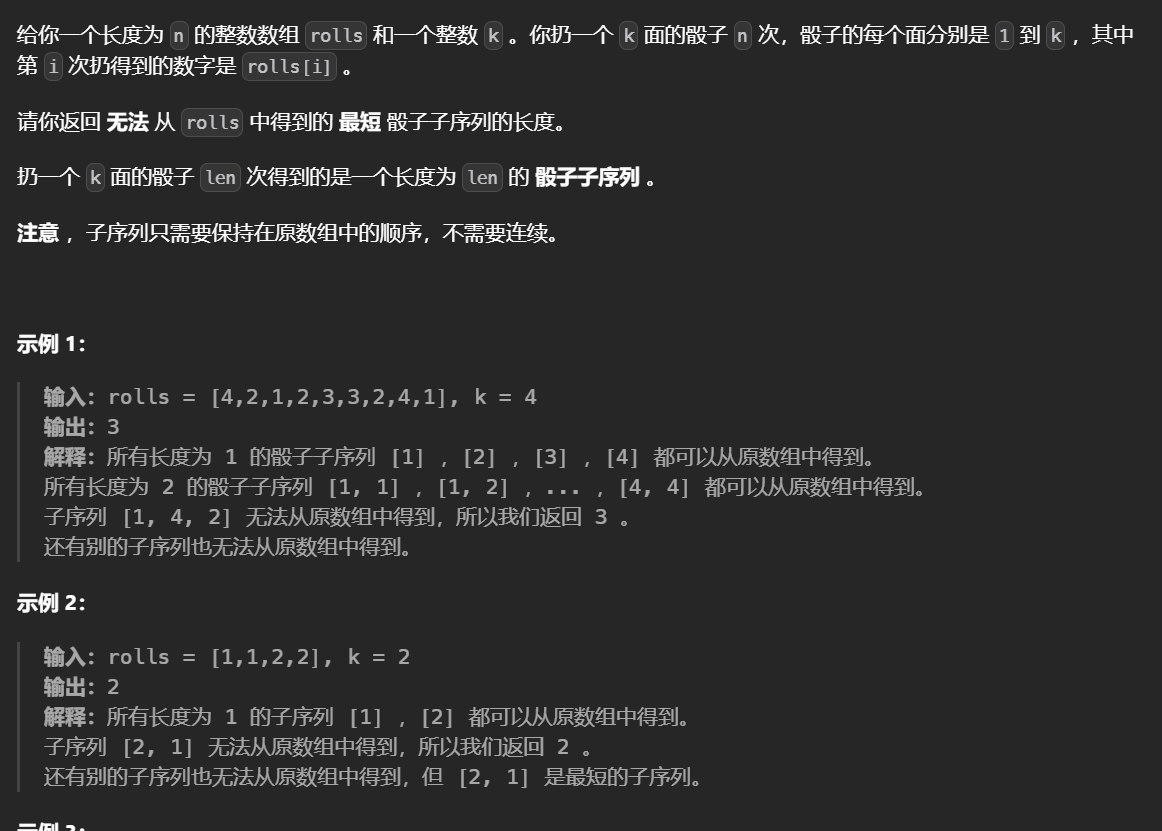 给你一个长度为 n 的整数数组 rolls 和一个整数 k 。你扔一个 k 面的骰子 n 次，骰子的每个面分别是 1 到 k ，其中
第 i 次扔得到的数字是 rolls[i] 。
请你返回 无法 从 rolls 中得到的 最短 骰子子序列的长度。
扔一个 k 面的骰子 len 次得到的是一个长度为 len 的 骰子子序列 。
注意 ，子序列只需要保持在原数组中的顺序，不需要连续。
示例 1：
输入：rolls = [4,2,1,2,3,3,2,4,1], k = 4
输出：3
解释：所有长度为 1 的骰子子序列 [1] ，[2] ，[3] ，[4] 都可以从原数组中得到。
所有长度为 2 的骰子子序列 [1, 1] ，[1, 2] ，... ，[4, 4] 都可以从原数组中得到。
子序列 [1, 4, 2] 无法从原数组中得到，所以我们返回 3 。
还有别的子序列也无法从原数组中得到。
示例 2：
输入：rolls = [1,1,2,2], k = 2
输出：2
解释：所有长度为 1 的子序列 [1] ，[2] 都可以从原数组中得到。
子序列 [2, 1] 无法从原数组中得到，所以我们返回 2 。
还有别的子序列也无法从原数组中得到，但 [2, 1] 是最短的子序列。
示例 3：